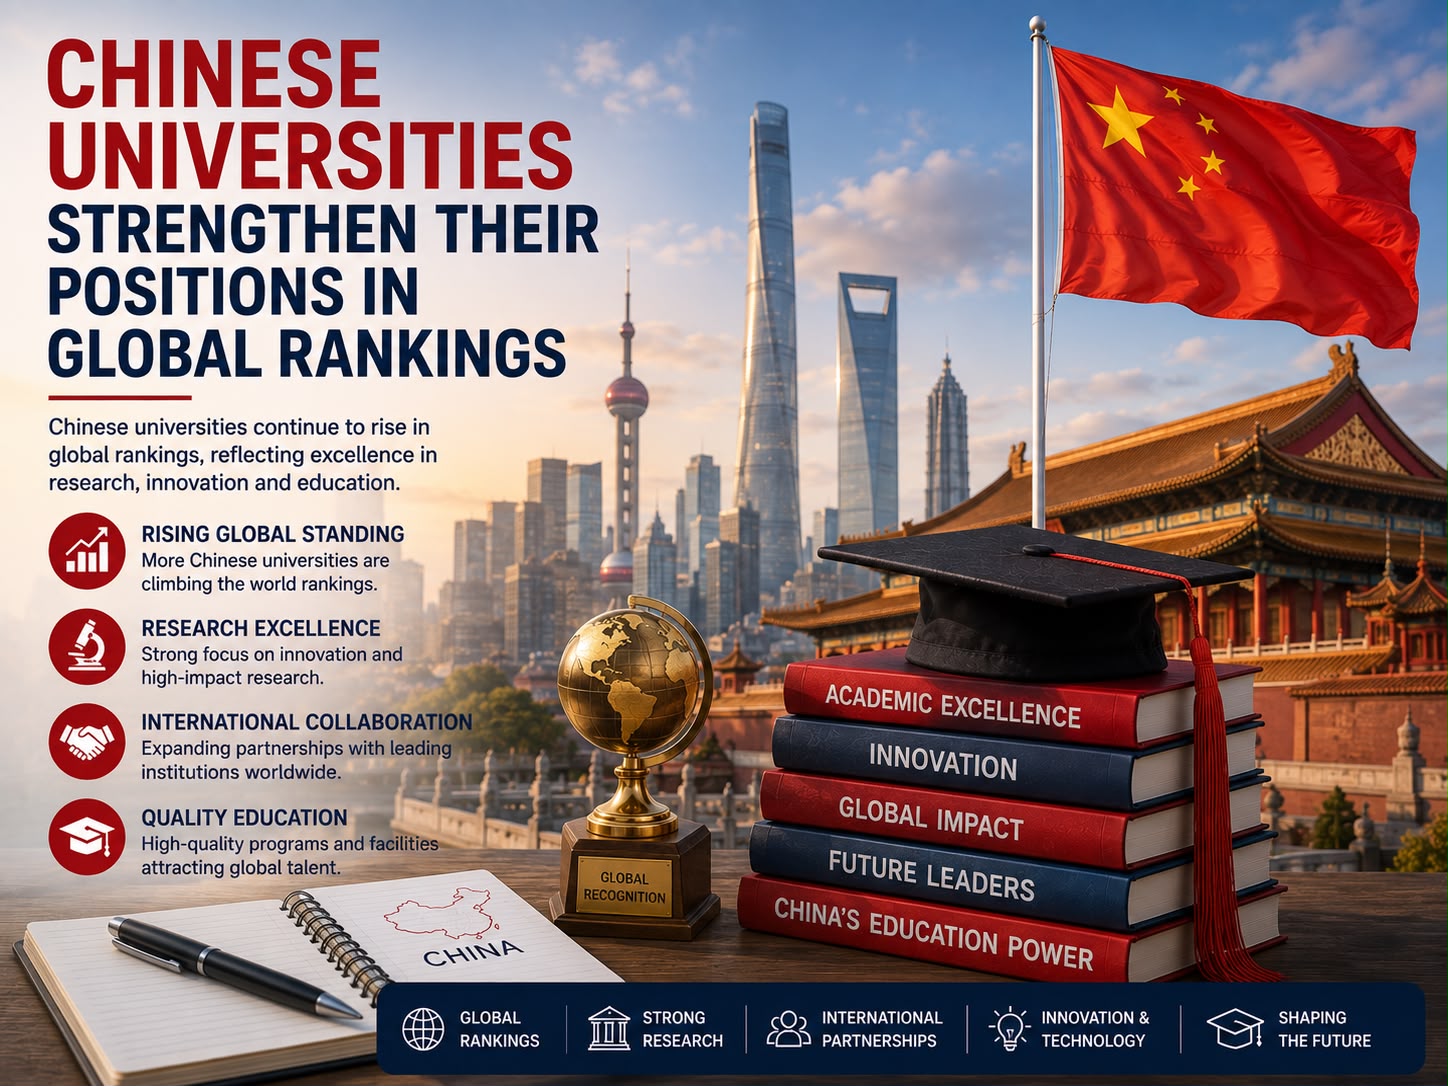 CHINESE
UNIVERSITIES
STRENGTHEN THEIR
POSITIONS IN
GLOBAL RANKINGS
Chinese universities continue to rise in
global rankings, reflecting excellence in
research, innovation and education.
RISING GLOBAL STANDING
More Chinese universities are
climbing the world rankings.
RESEARCH EXCELLENCE
Strong focus on innovation and
high-impact research.
INTERNATIONAL COLLABORATION
Expanding partnerships with leading
institutions worldwide.
QUALITY EDUCATION
High-quality programs and facilities
attracting global talent.
CHINA
GLOBAL
RECOGNITION
ACADEMIC EXCELLENCE
INNOVATION
GLOBAL IMPACT
FUTURE LEADERS
CHINA'S EDUCATION POWER
GLOBAL
RANKINGS
STRONG
RESEARCH
INTERNATIONAL
PARTNERSHIPS
INNOVATION &
TECHNOLOGY
SHAPING
THE FUTURE